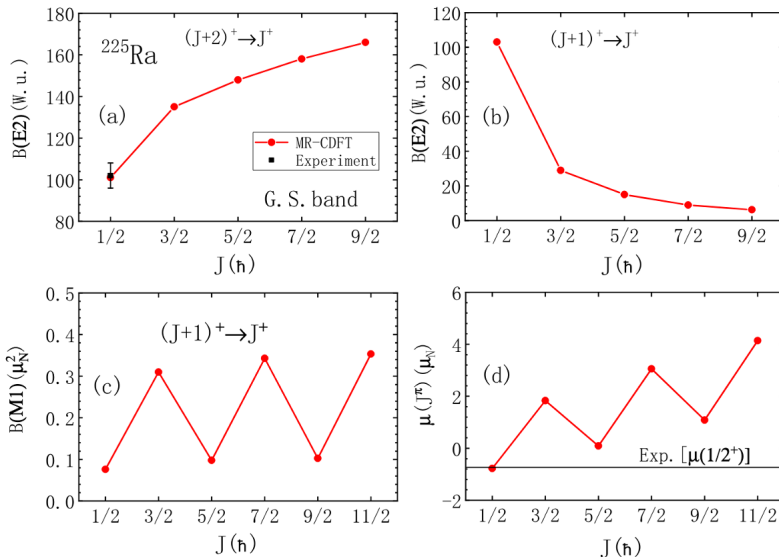 ²²⁵Ra
(J+2)⁺→J⁺
(a)
MR-CDFT
Experiment
G.S.band
B(E2)(W.u.)
180
160
140
120
100
80
1/2 3/2 5/2 7/2 9/2
J(ħ)
(J+1)⁺→J⁺
(b)
B(E2)(W.u.)
120
100
80
60
40
20
0
1/2 3/2 5/2 7/2 9/2
J(ħ)
(J+1)⁺→J⁺
(c)
B(M1)(μ²_N)
0.5
0.4
0.3
0.2
0.1
0.0
1/2 3/2 5/2 7/2 9/2 11/2
J(ħ)
(d)
Exp.[μ(1/2⁺)]
μ(J^π)(μ_N)
6
4
2
0
-2
1/2 3/2 5/2 7/2 9/2 11/2
J(ħ)